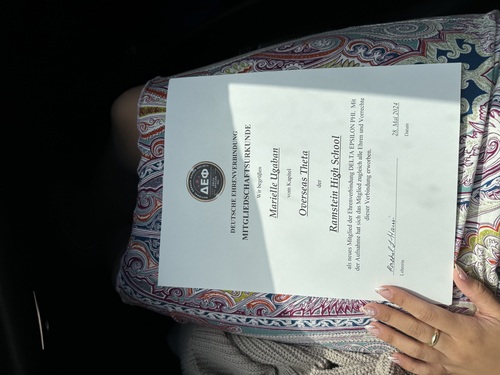 ΔΕΦ
DEUTSCHE EHRENVERBINDUNG
MITGLIEDSCHAFTSURKUNDE
Wir begrüßen
Marielle Ugaban
vom Kapitel
Overseas Theta
der
Ramstein High School
als neues Mitglied der Ehrenverbindung DELTA EPSILON PHI. Mit
der Aufnahme hat sich das Mitglied zugleich alle Ehren und Vorrechte
dieser Verbindung erworben.
28. Mai 2024
Lehrerin
Datum